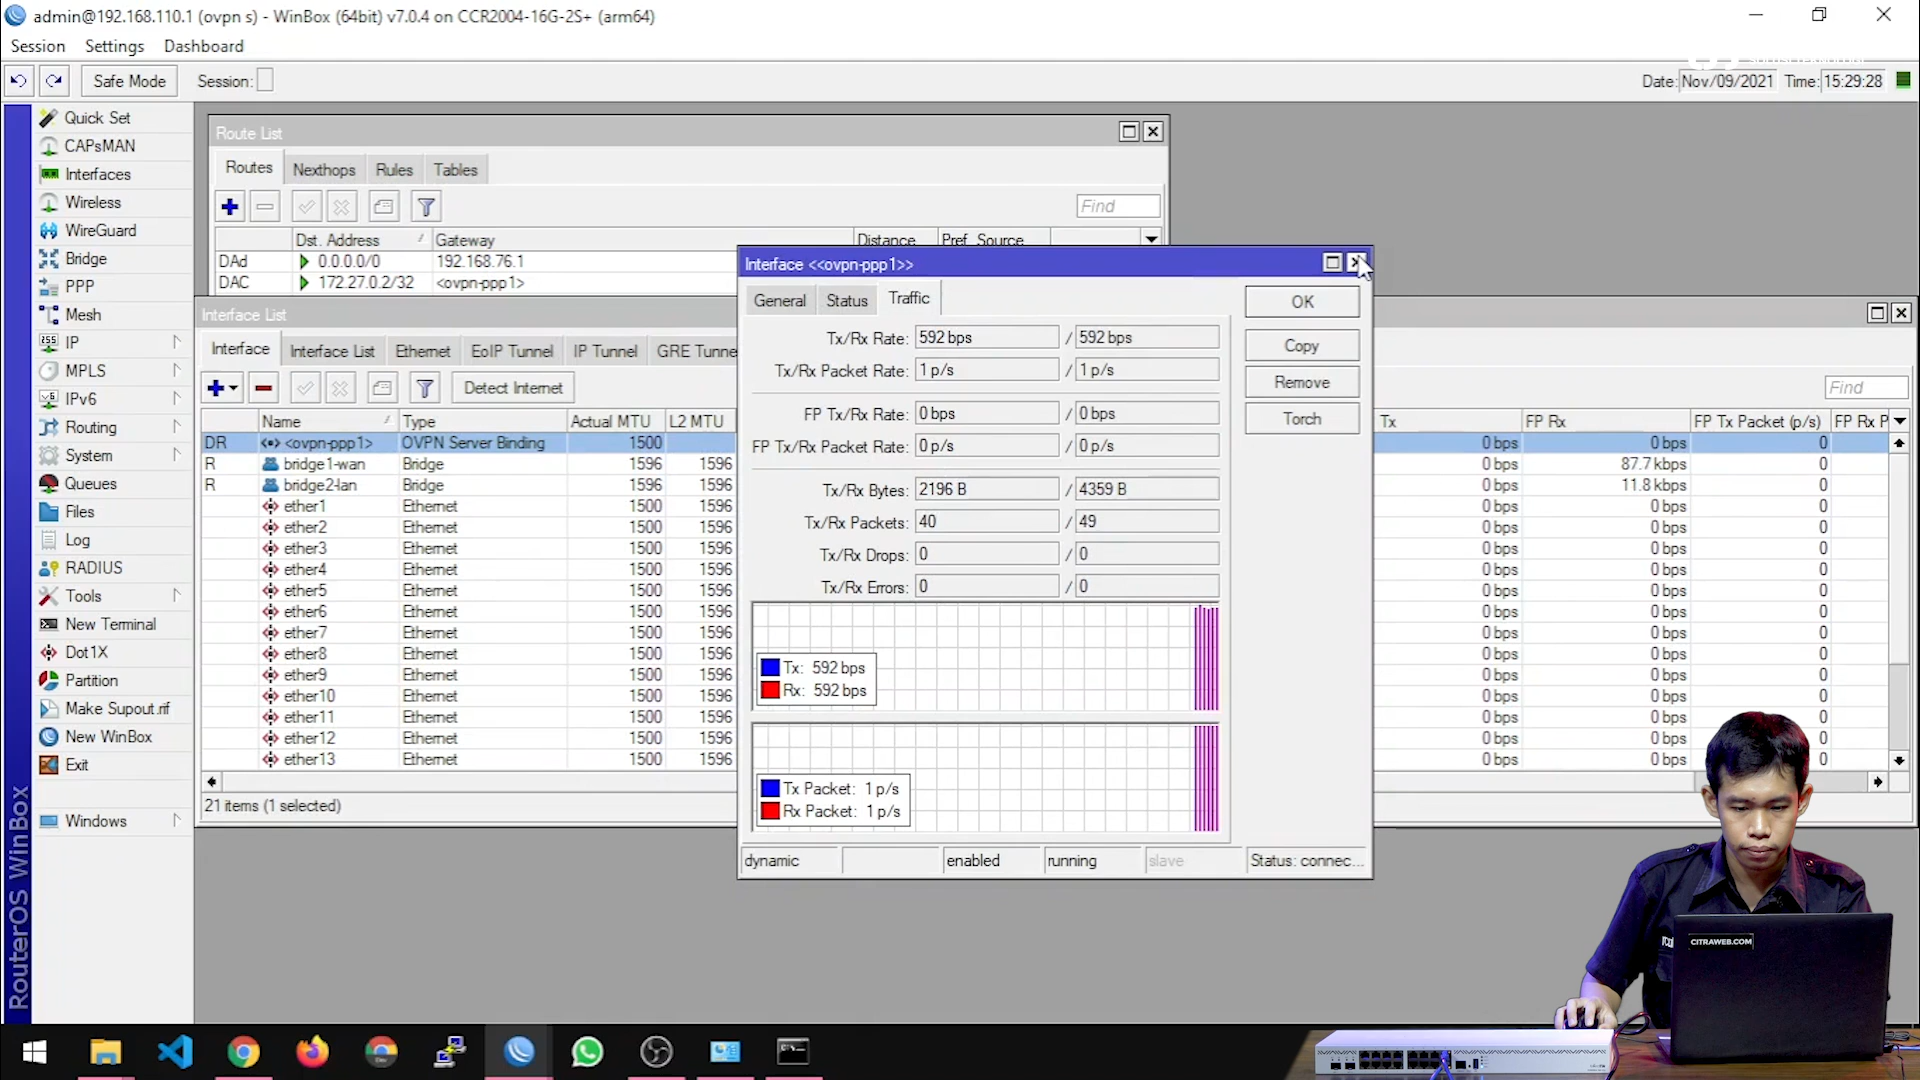 admin@192.168.110.1 (ovpn s) - WinBox (64bit) v7.0.4 on CCR2004-16G-2S+ (arm64)
Session Settings Dashboard
Safe Mode Session: Date: Nov/09/2021 Time: 15:29:28
Quick Set
CAPsMAN
Interfaces
Wireless
WireGuard
Bridge
PPP
Mesh
IP
MPLS
IPv6
Routing
System
Queues
Files
Log
RADIUS
Tools
New Terminal
Dot1X
Partition
Make Supout.rif
New WinBox
Exit
Windows
RouterOS WinBox
Route List
Routes Nexthops Rules Tables
Find
Dst. Address Gateway Distance Pref. Source
DAd 0.0.0.0/0 192.168.76.1
DAC 172.27.0.2/32 <ovpn-ppp1>
Interface List
Interface Interface List Ethernet EoIP Tunnel IP Tunnel GRE Tunne
Detect Internet Find
Name Type Actual MTU L2 MTU Tx FP Rx FP Tx Packet (p/s) FP Rx P
DR <ovpn-ppp1> OVPN Server Binding 1500 0 bps 0 bps 0
R bridge1-wan Bridge 1596 1596 0 bps 87.7 kbps 0
R bridge2-lan Bridge 1596 1596 0 bps 11.8 kbps 0
ether1 Ethernet 1500 1596 0 bps 0 bps 0
ether2 Ethernet 1500 1596 0 bps 0 bps 0
ether3 Ethernet 1500 1596 0 bps 0 bps 0
ether4 Ethernet 1500 1596 0 bps 0 bps 0
ether5 Ethernet 1500 1596 0 bps 0 bps 0
ether6 Ethernet 1500 1596 0 bps 0 bps 0
ether7 Ethernet 1500 1596 0 bps 0 bps 0
ether8 Ethernet 1500 1596 0 bps 0 bps 0
ether9 Ethernet 1500 1596 0 bps 0 bps 0
ether10 Ethernet 1500 1596 0 bps 0 bps 0
ether11 Ethernet 1500 1596 0 bps 0 bps 0
ether12 Ethernet 1500 1596 0 bps 0 bps 0
ether13 Ethernet 1500 1596 0 bps 0 bps 0
21 items (1 selected)
Interface <<ovpn-ppp1>>
General Status Traffic
OK
Copy
Remove
Torch
Tx/Rx Rate: 592 bps / 592 bps
Tx/Rx Packet Rate: 1 p/s / 1 p/s
FP Tx/Rx Rate: 0 bps / 0 bps
FP Tx/Rx Packet Rate: 0 p/s / 0 p/s
Tx/Rx Bytes: 2196 B / 4359 B
Tx/Rx Packets: 40 / 49
Tx/Rx Drops: 0 / 0
Tx/Rx Errors: 0 / 0
Tx: 592 bps
Rx: 592 bps
Tx Packet: 1 p/s
Rx Packet: 1 p/s
dynamic enabled running slave Status: connec...
CITRAWEB.COM